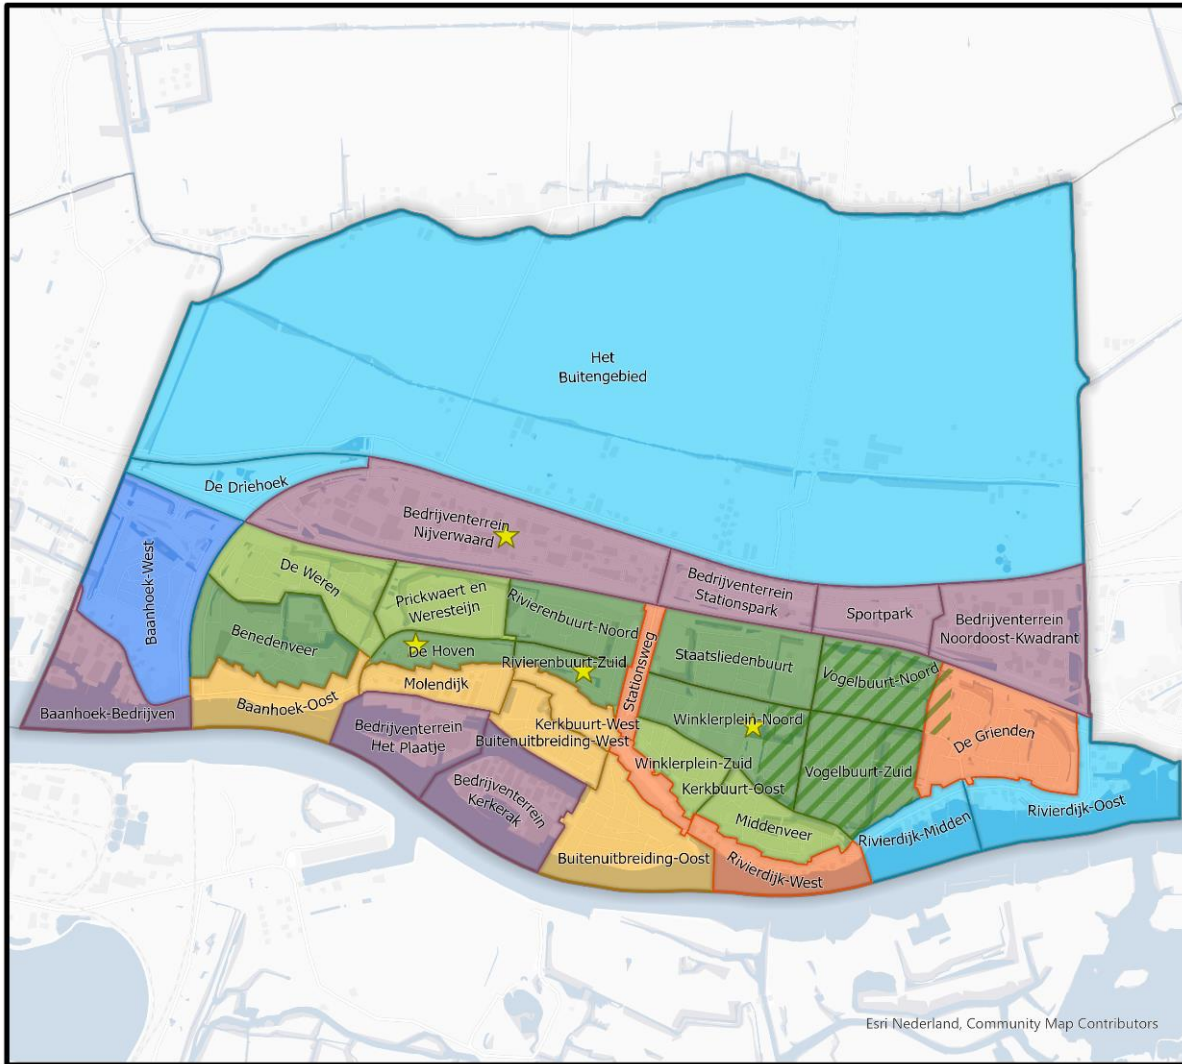 Het
Buitengebied
De Driehoek
Bedrijventerrein
Nijverwaard
Baanhoek-West
De Weren
Prickwaert en
Weresteijn
Rivierenbuurt-Noord
Bedrijventerrein
Stationspark
Sportpark
Bedrijventerrein
Noordoost-Kwadrant
Benedenveer
De Hoven
Rivierenbuurt-Zuid
Stationsweg
Staatsliedenbuurt
Vogelbuurt-Noord
Baanhoek-Bedrijven
Baanhoek-Oost
Molendijk
Kerkbuurt-West
Winklerplein-Noord
De Grienden
Bedrijventerrein
Het Plaatje
Buitenuitbreiding-West
Winklerplein-Zuid
Vogelbuurt-Zuid
Bedrijventerrein
Kerkerak
Kerkbuurt-Oost
Middenveer
Rivierdijk-Midden
Rivierdijk-Oost
Buitenuitbreiding-Oost
Rivierdijk-West
Esri Nederland, Community Map Contributors